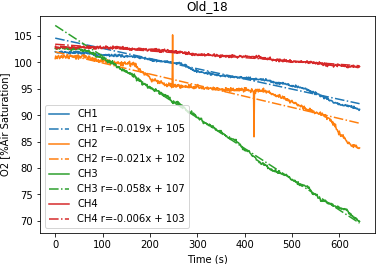 Old_18
O2 [%Air Saturation]
105
100
95
90
85
80
75
70
CH1
CH1 r=-0.019x + 105
CH2
CH2 r=-0.021x + 102
CH3
CH3 r=-0.058x + 107
CH4
CH4 r=-0.006x + 103
0 100 200 300 400 500 600
Time (s)